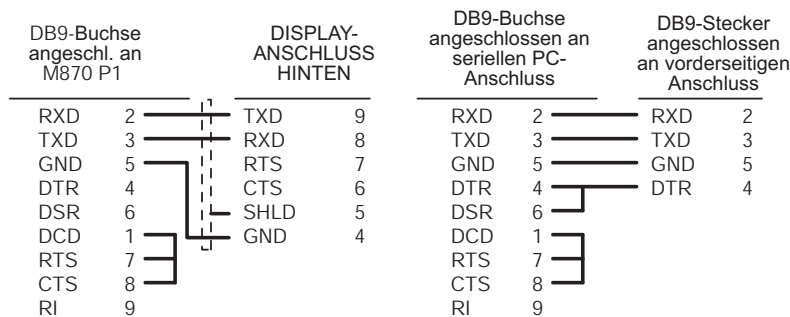 DB9-Buchse
angeschl. an
M870 P1
RXD 2
TXD 3
GND 5
DTR 4
DSR 6
DCD 1
RTS 7
CTS 8
RI 9
DISPLAY-
ANSCHLUSS
HINTEN
TXD 9
RXD 8
RTS 7
CTS 6
SHLD 5
GND 4
DB9-Buchse
angeschlossen an
seriellen PC-
Anschluss
RXD 2
TXD 3
GND 5
DTR 4
DSR 6
DCD 1
RTS 7
CTS 8
RI 9
DB9-Stecker
angeschlossen
an vorderseitigen
Anschluss
RXD 2
TXD 3
GND 5
DTR 4